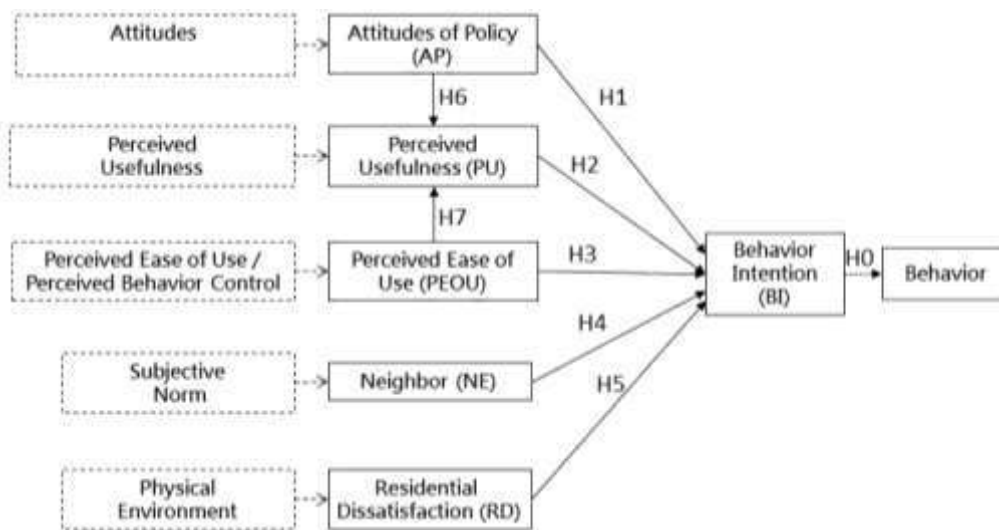 Attitudes
Attitudes of Policy
(AP)
H6
H1
Perceived
Usefulness
Perceived
Usefulness (PU)
H2
H7
Perceived Ease of Use /
Perceived Behavior Control
Perceived Ease of
Use (PEOU)
H3
Behavior
Intention
(BI)
H0
Behavior
H4
Subjective
Norm
Neighbor (NE)
H5
Physical
Environment
Residential
Dissatisfaction (RD)